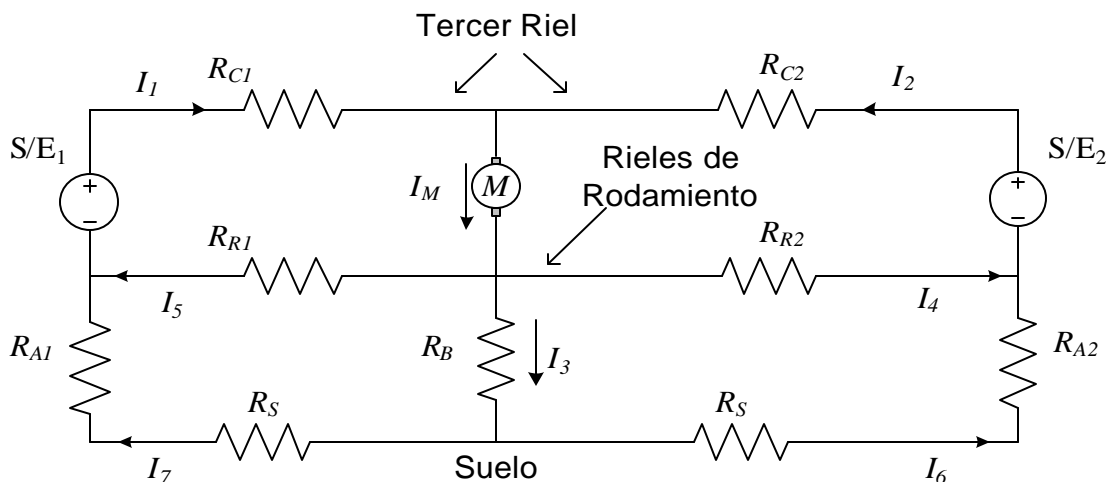 Tercer Riel
I1
RC1
RC2
I2
S/E1
+
−
IM
M
Rieles de
Rodamiento
S/E2
+
−
RR1
RR2
I5
I4
RA1
RB
I3
RA2
RS
RS
I7
Suelo
I6